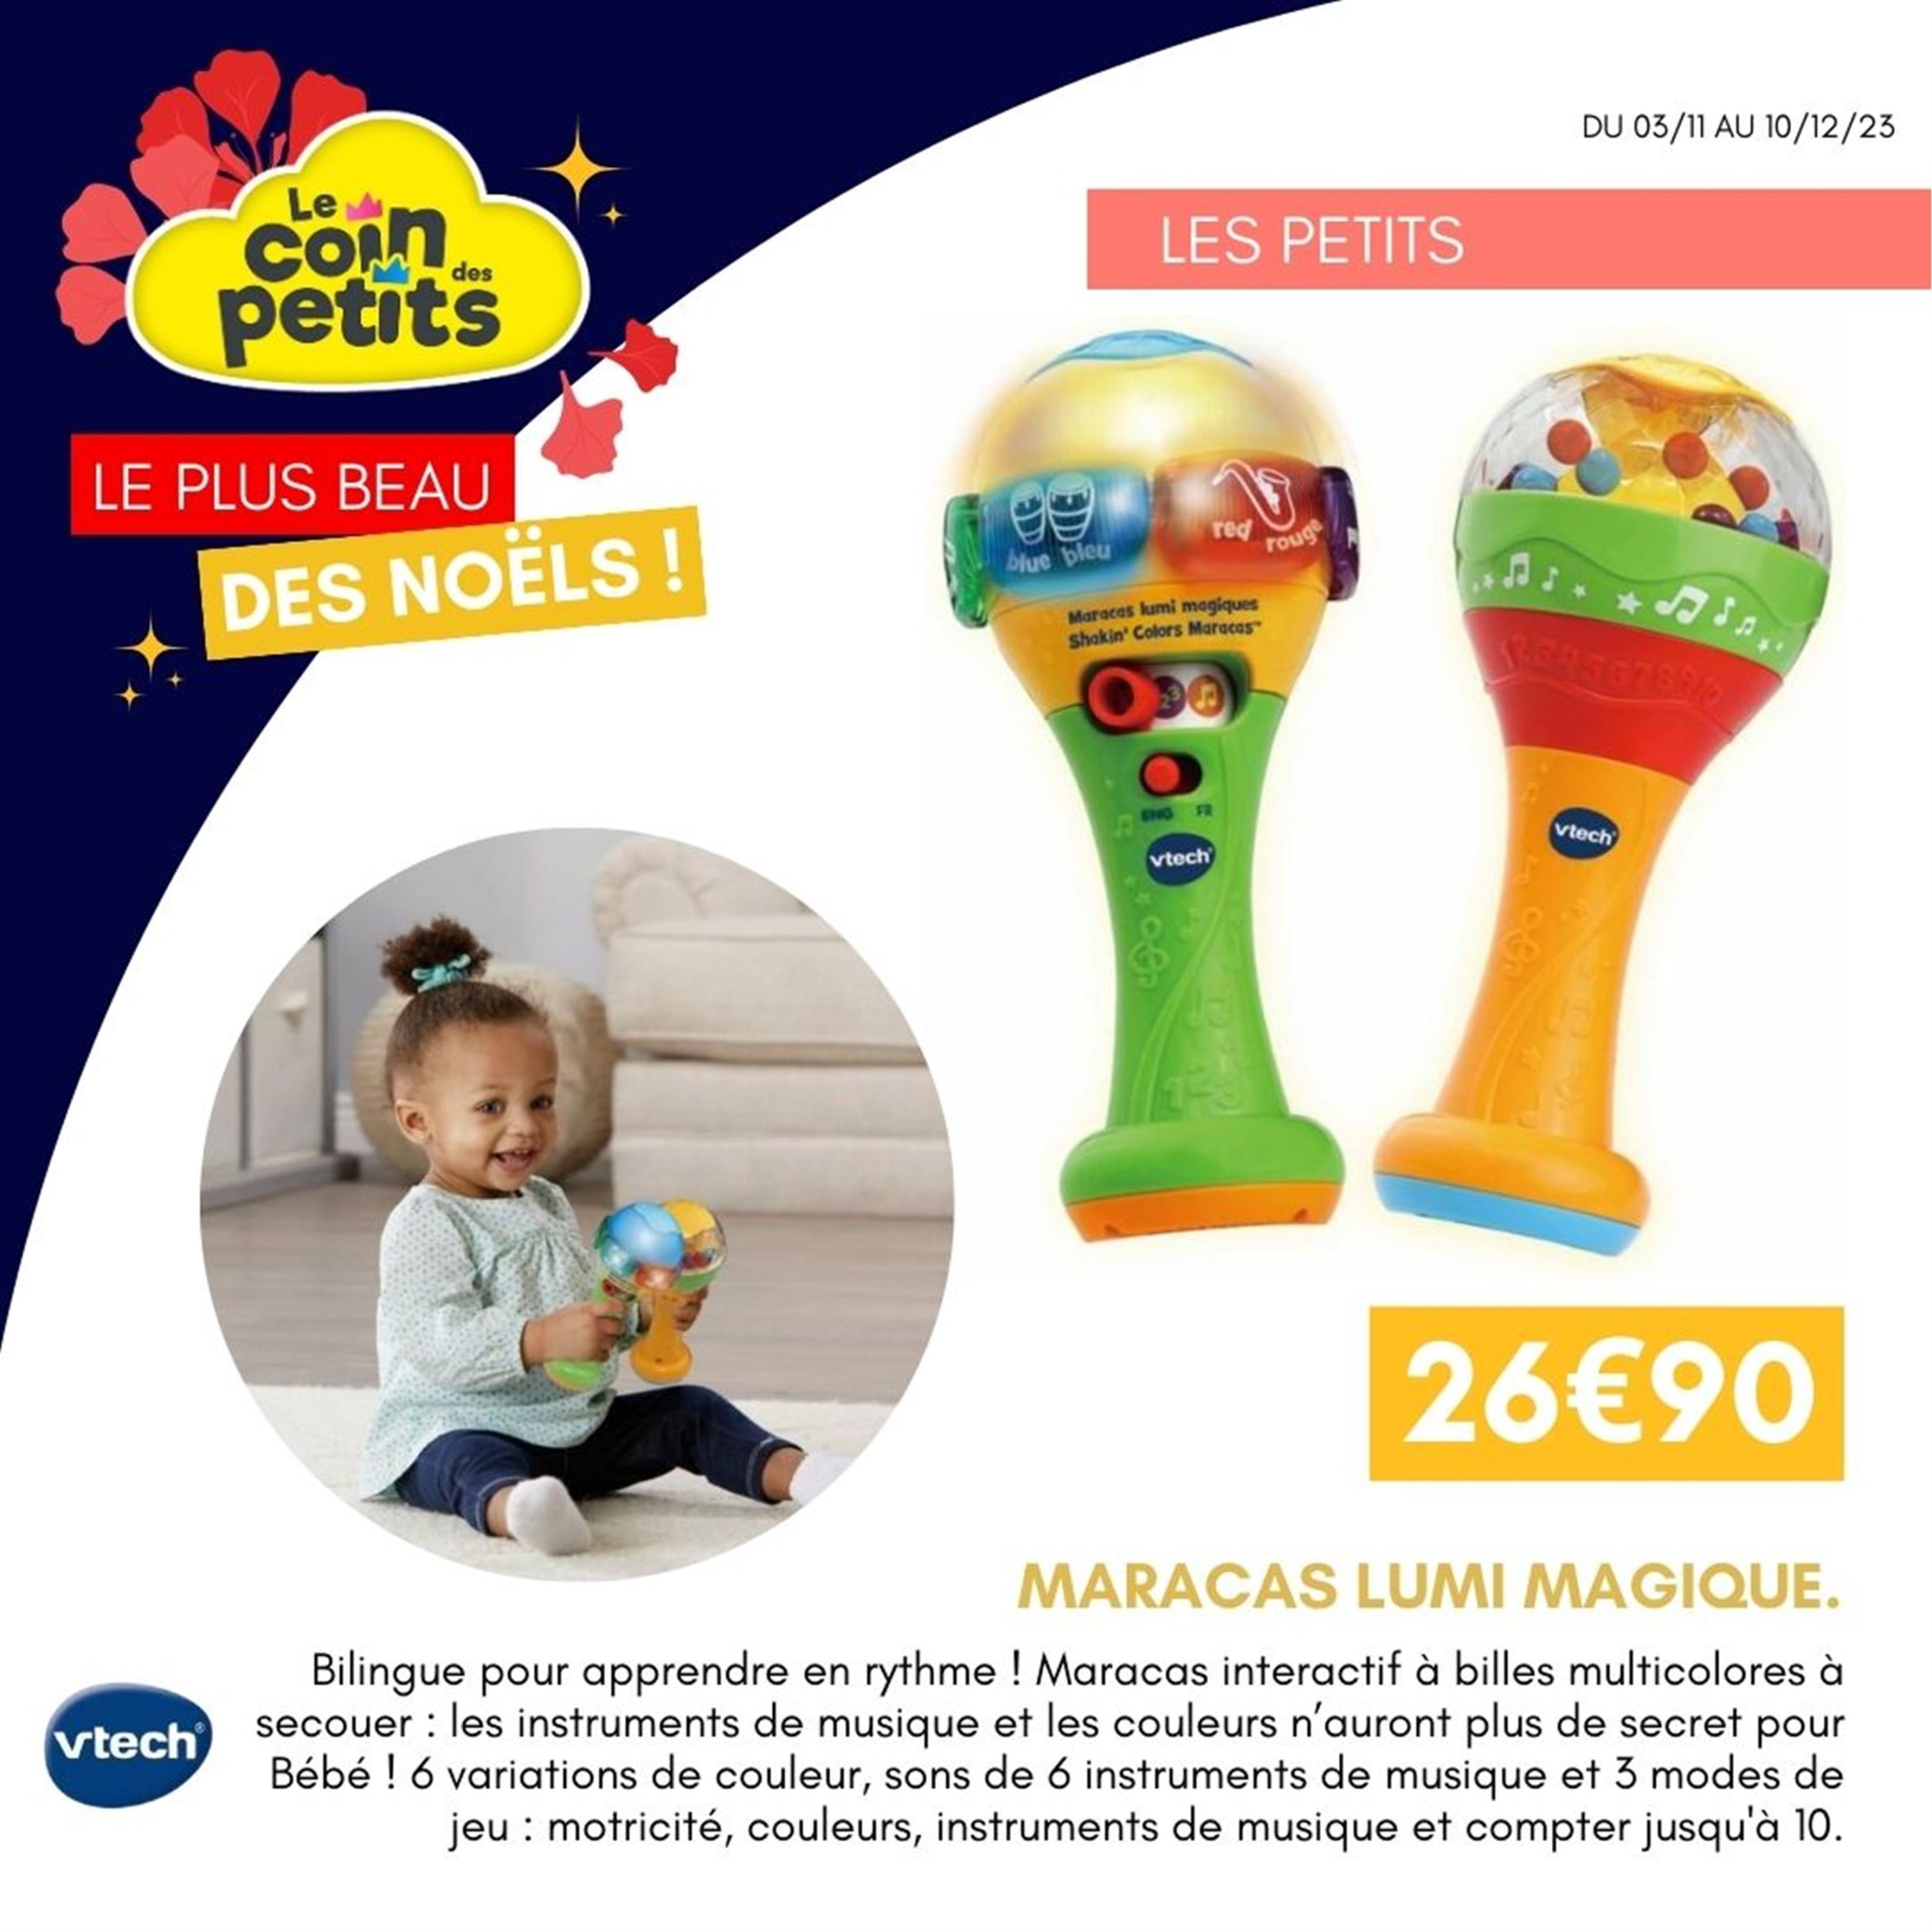 Le
coin des
petits
LE PLUS BEAU
DES NOËLS !
DU 03/11 AU 10/12/23
LES PETITS
blue bleu
red rouge
Maracas lumi magiques
Shakin' Colors Maracas™
ENG FR
vtech
vtech
26€90
MARACAS LUMI MAGIQUE.
Bilingue pour apprendre en rythme ! Maracas interactif à billes multicolores à
secouer : les instruments de musique et les couleurs n’auront plus de secret pour
Bébé ! 6 variations de couleur, sons de 6 instruments de musique et 3 modes de
jeu : motricité, couleurs, instruments de musique et compter jusqu'à 10.
vtech®